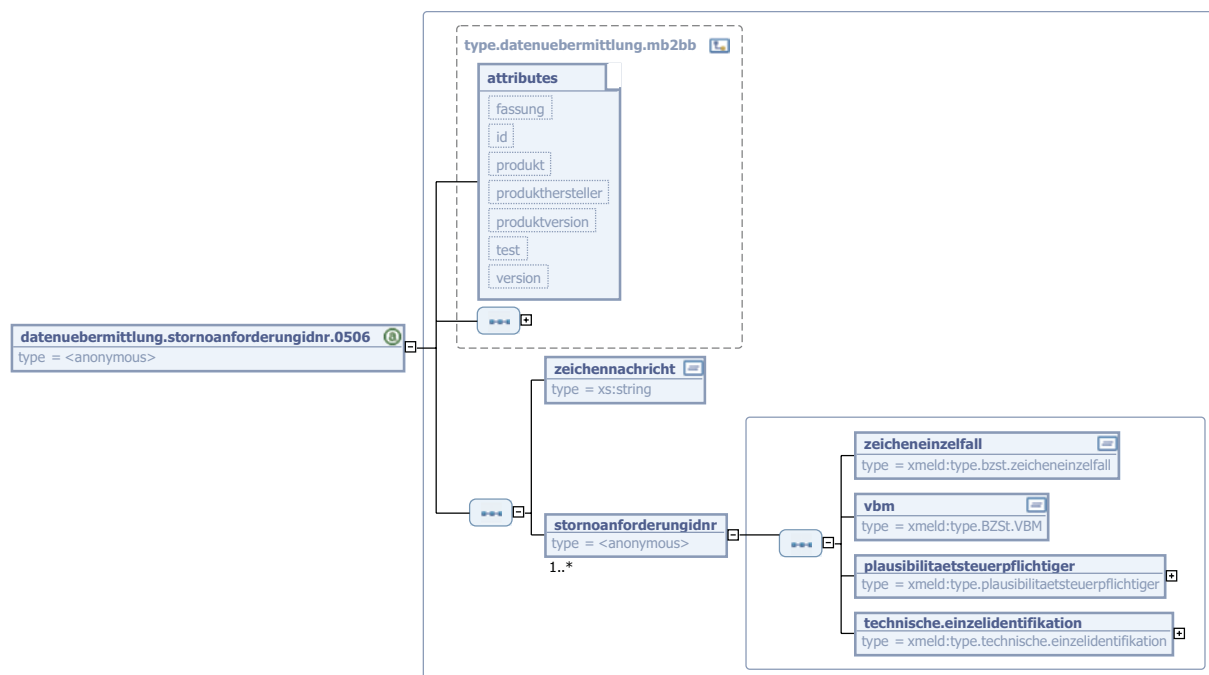 type.datenuebermittlung.mb2bb
attributes
fassung
id
produkt
produkthersteller
produktversion
test
version
datenuebermittlung.stornoanforderungidnr.0506
a
type = <anonymous>
zeichennachricht
type = xs:string
stornoanforderungidnr
type = <anonymous>
1..*
zeicheneinzelfall
type = xmeld:type.bzst.zeicheneinzelfall
vbm
type = xmeld:type.BZSt.VBM
plausibilitaetsteuerpflichtiger
type = xmeld:type.plausibilitaetsteuerpflichtiger
technische.einzelidentifikation
type = xmeld:type.technische.einzelidentifikation